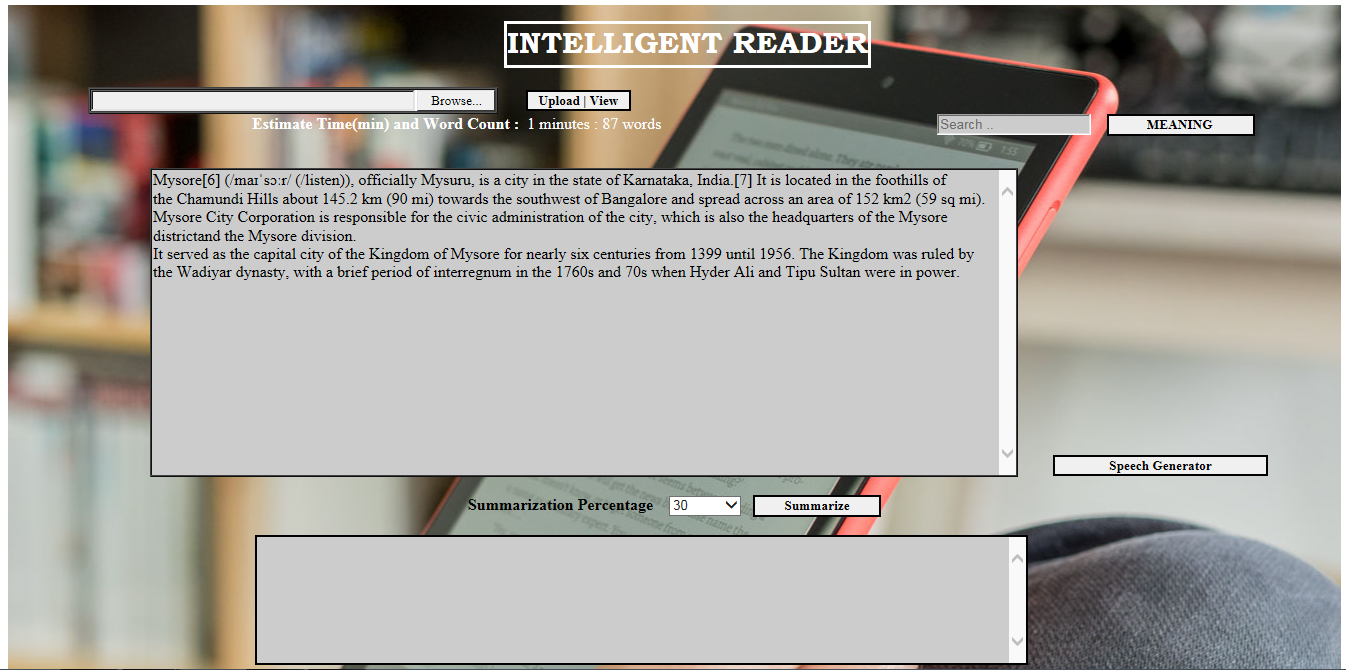 INTELLIGENT READER
Browse...
Upload | View
Estimate Time(min) and Word Count : 1 minutes : 87 words
Search ..
MEANING
Mysore[6] (/maɪˈsɔːr/ (/listen)), officially Mysuru, is a city in the state of Karnataka, India.[7] It is located in the foothills of
the Chamundi Hills about 145.2 km (90 mi) towards the southwest of Bangalore and spread across an area of 152 km2 (59 sq mi).
Mysore City Corporation is responsible for the civic administration of the city, which is also the headquarters of the Mysore
districtand the Mysore division.
It served as the capital city of the Kingdom of Mysore for nearly six centuries from 1399 until 1956. The Kingdom was ruled by
the Wadiyar dynasty, with a brief period of interregnum in the 1760s and 70s when Hyder Ali and Tipu Sultan were in power.
Speech Generator
Summarization Percentage 30 Summarize